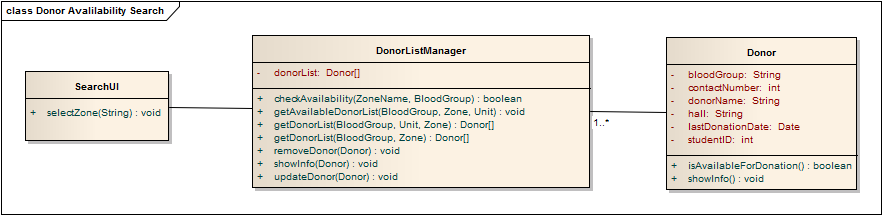 class Donor Avalilability Search
SearchUI
+ selectZone(String) : void
DonorListManager
- donorList: Donor[]
+ checkAvailability(ZoneName, BloodGroup) : boolean
+ getAvailableDonorList(BloodGroup, Zone, Unit) : void
+ getDonorList(BloodGroup, Unit, Zone) : Donor[]
+ getDonorList(BloodGroup, Zone) : Donor[]
+ removeDonor(Donor) : void
+ showInfo(Donor) : void
+ updateDonor(Donor) : void
1..*
Donor
- bloodGroup: String
- contactNumber: int
- donorName: String
- hall: String
- lastDonationDate: Date
- studentID: int
+ isAvailableForDonation() : boolean
+ showInfo() : void